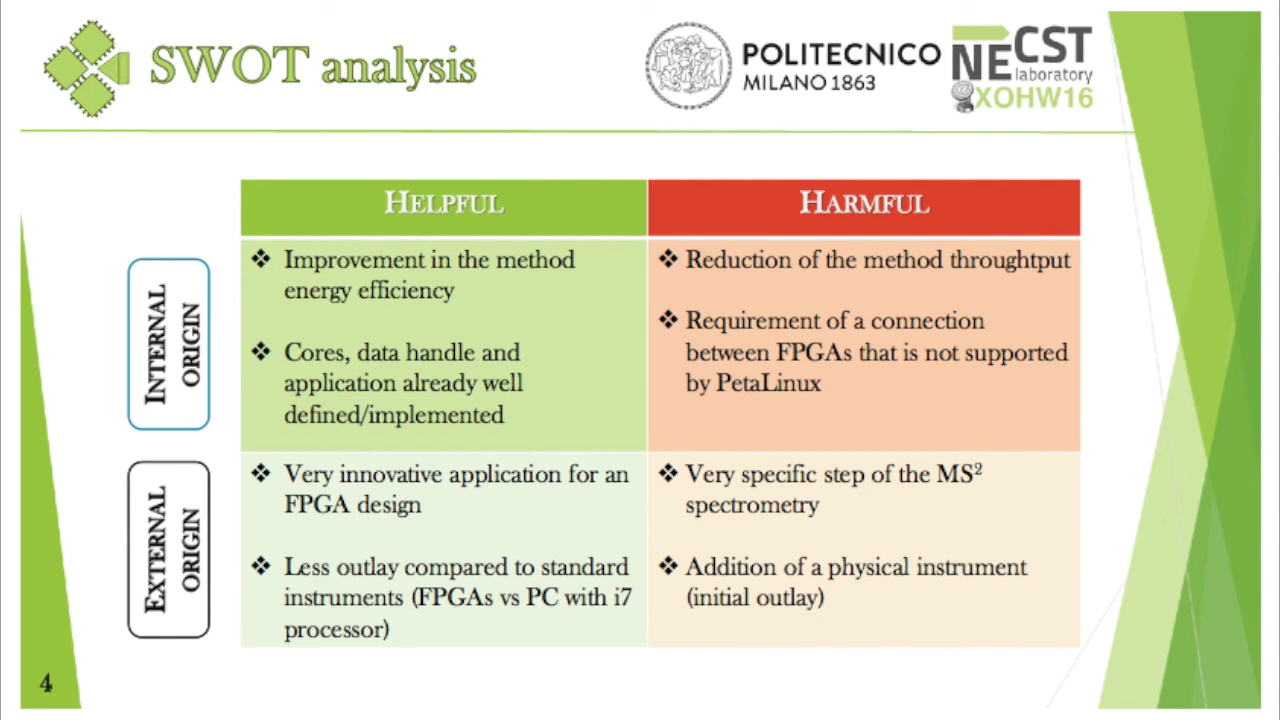 SWOT analysis
POLITECNICO
MILANO 1863
NECST
laboratory
XOHW16
HELPFUL
HARMFUL
INTERNAL
ORIGIN
❖ Improvement in the method
energy efficiency
❖ Cores, data handle and
application already well
defined/implemented
❖ Reduction of the method throughtput
❖ Requirement of a connection
between FPGAs that is not supported
by PetaLinux
EXTERNAL
ORIGIN
❖ Very innovative application for an
FPGA design
❖ Less outlay compared to standard
instruments (FPGAs vs PC with i7
processor)
❖ Very specific step of the MS²
spectrometry
❖ Addition of a physical instrument
(initial outlay)
4